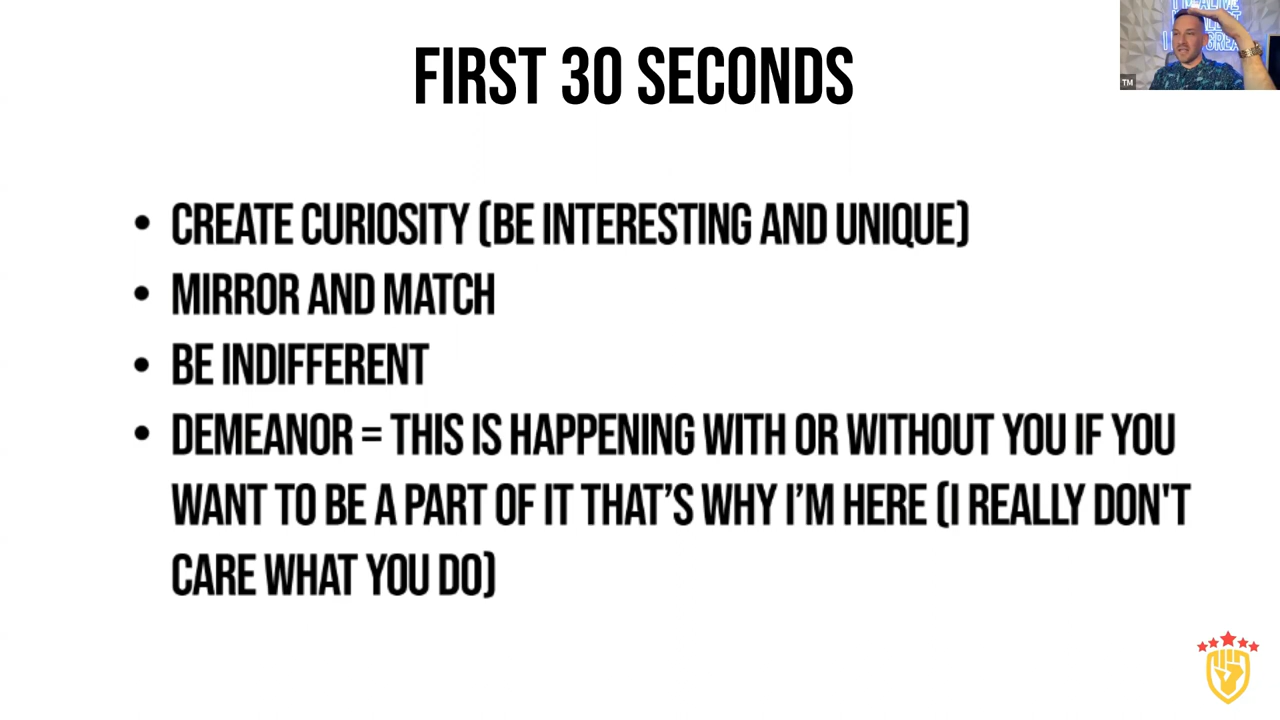 FIRST 30 SECONDS
• CREATE CURIOSITY (BE INTERESTING AND UNIQUE)
• MIRROR AND MATCH
• BE INDIFFERENT
• DEMEANOR = THIS IS HAPPENING WITH OR WITHOUT YOU IF YOU
WANT TO BE A PART OF IT THAT’S WHY I’M HERE (I REALLY DON'T
CARE WHAT YOU DO)
TM